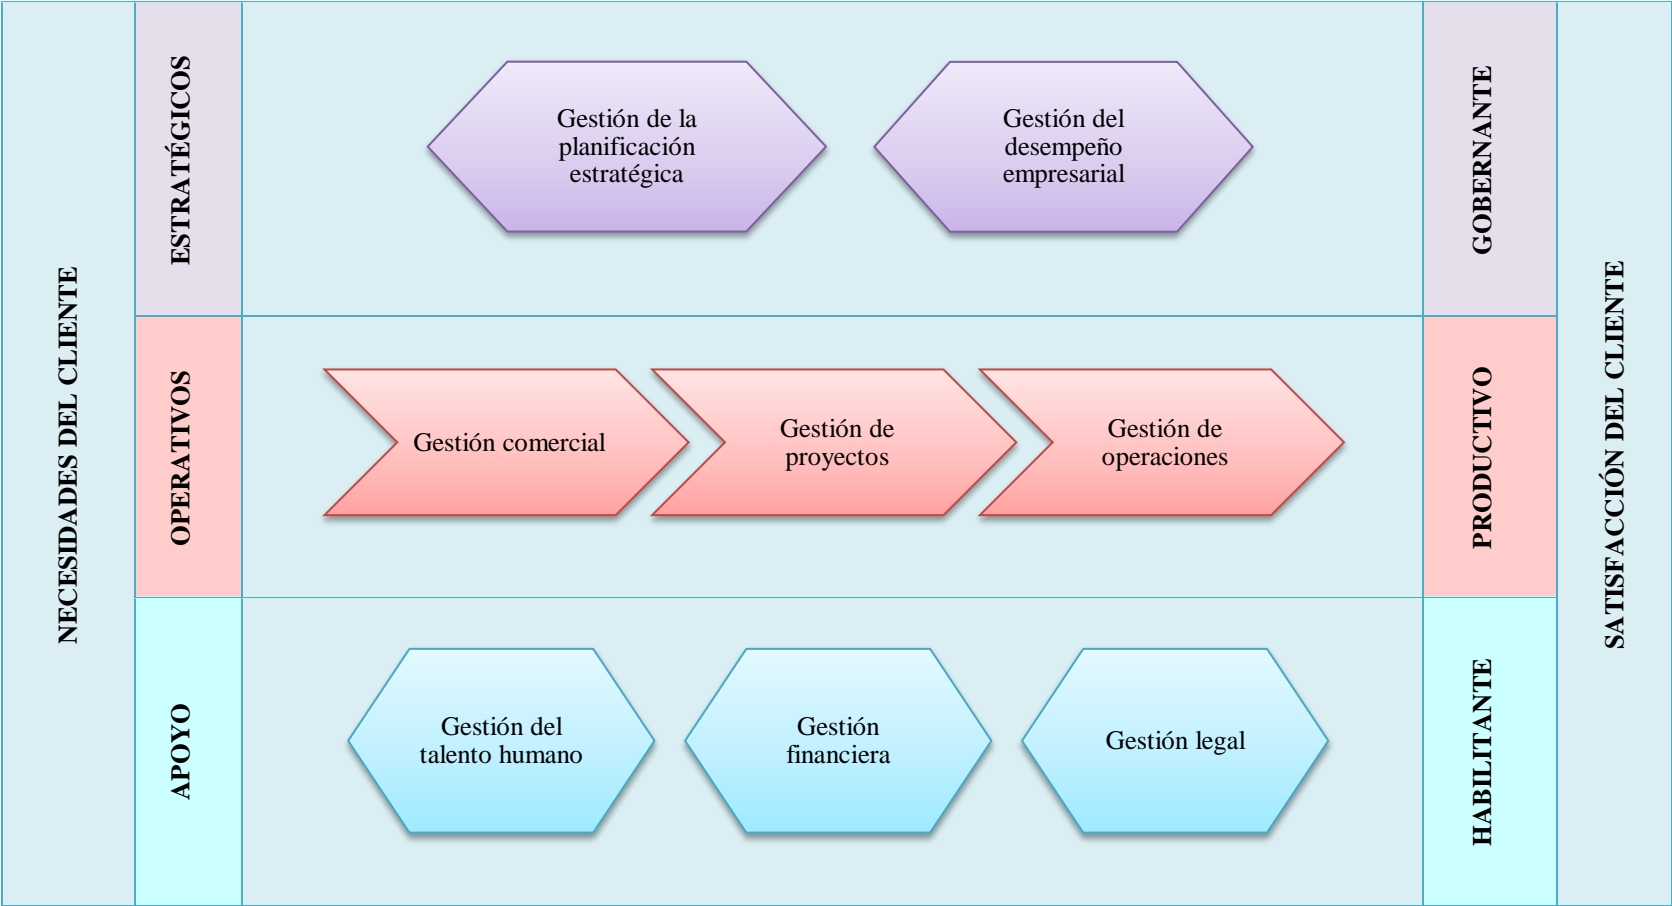 NECESIDADES DEL CLIENTE
ESTRATÉGICOS
Gestión de la
planificación
estratégica
Gestión del
desempeño
empresarial
GOBERNANTE
OPERATIVOS
Gestión comercial
Gestión de
proyectos
Gestión de
operaciones
PRODUCTIVO
APOYO
Gestión del
talento humano
Gestión
financiera
Gestión legal
HABILITANTE
SATISFACCIÓN DEL CLIENTE